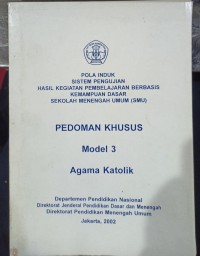 POLA INDUK
SISTEM PENGUJIAN
HASIL KEGIATAN PEMBELAJARAN BERBASIS
KEMAMPUAN DASAR
SEKOLAH MENENGAH UMUM (SMU)
PEDOMAN KHUSUS
Model 3
Agama Katolik
Departemen Pendidikan Nasional
Direktorat Jenderal Pendidikan Dasar dan Menengah
Direktorat Pendidikan Menengah Umum
Jakarta, 2002